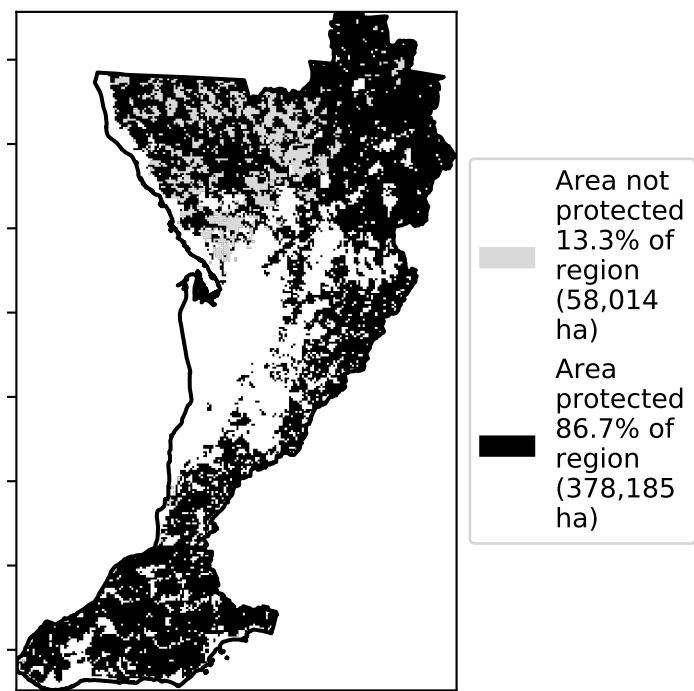 Area not
protected
13.3% of
region
(58,014
ha)
Area
protected
86.7% of
region
(378,185
ha)